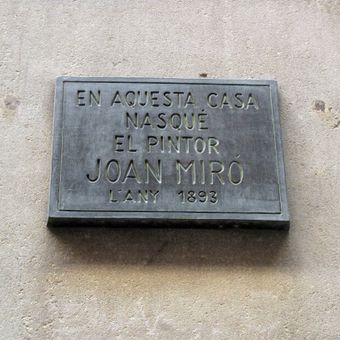 EN AQUESTA CASA
NASQUÉ
EL PINTOR
JOAN MIRÓ
L'ANY 1893